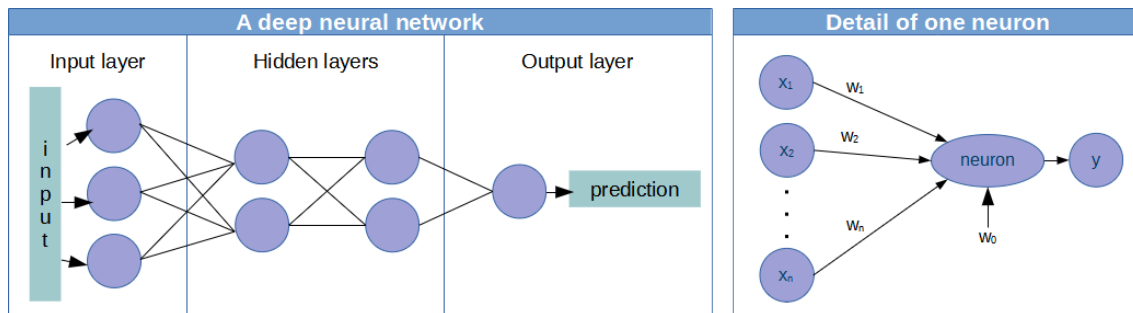 A deep neural network
Input layer
Hidden layers
Output layer
input
prediction
Detail of one neuron
x1
w1
x2
w2
neuron
y
wn
w0
xn